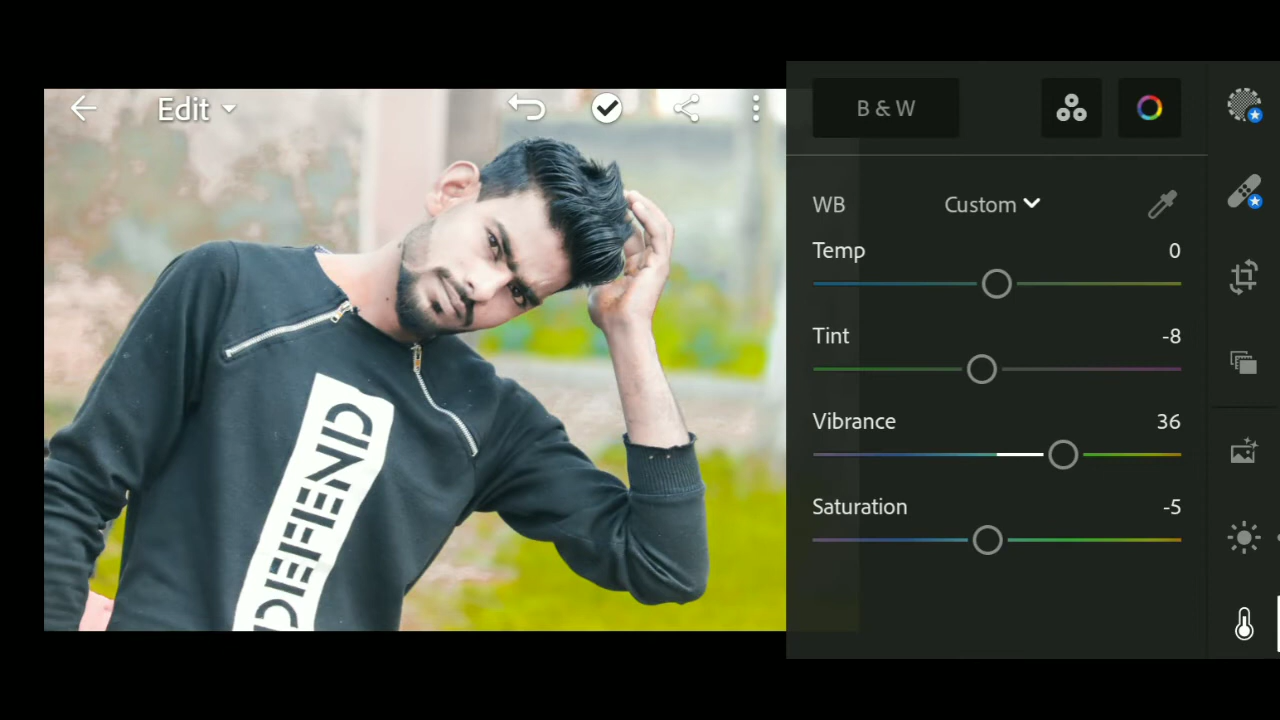 Edit
B & W
WB Custom
Temp 0
Tint -8
Vibrance 36
Saturation -5
DEFEND